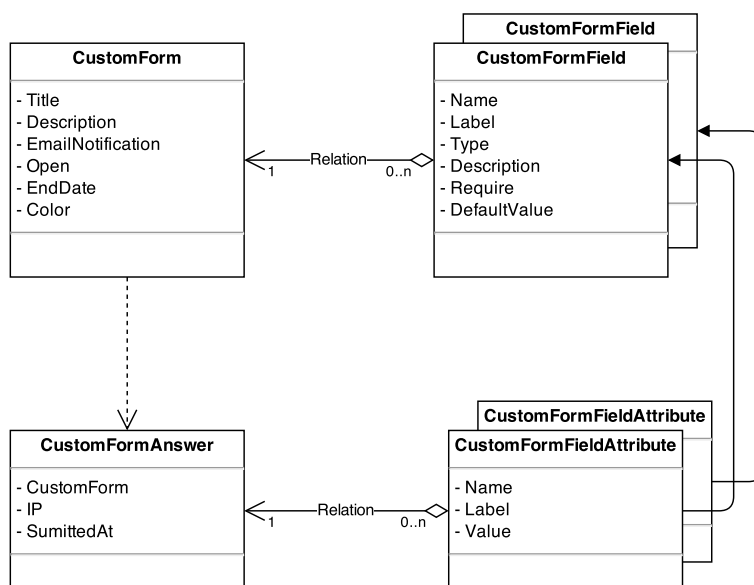 CustomFormField
CustomForm
CustomFormField
- Title
- Description
- EmailNotification
- Open
- EndDate
- Color
- Name
- Label
- Type
- Description
- Require
- DefaultValue
Relation
1
0..n
CustomFormFieldAttribute
CustomFormAnswer
CustomFormFieldAttribute
- CustomForm
- IP
- SumittedAt
- Name
- Label
- Value
Relation
1
0..n